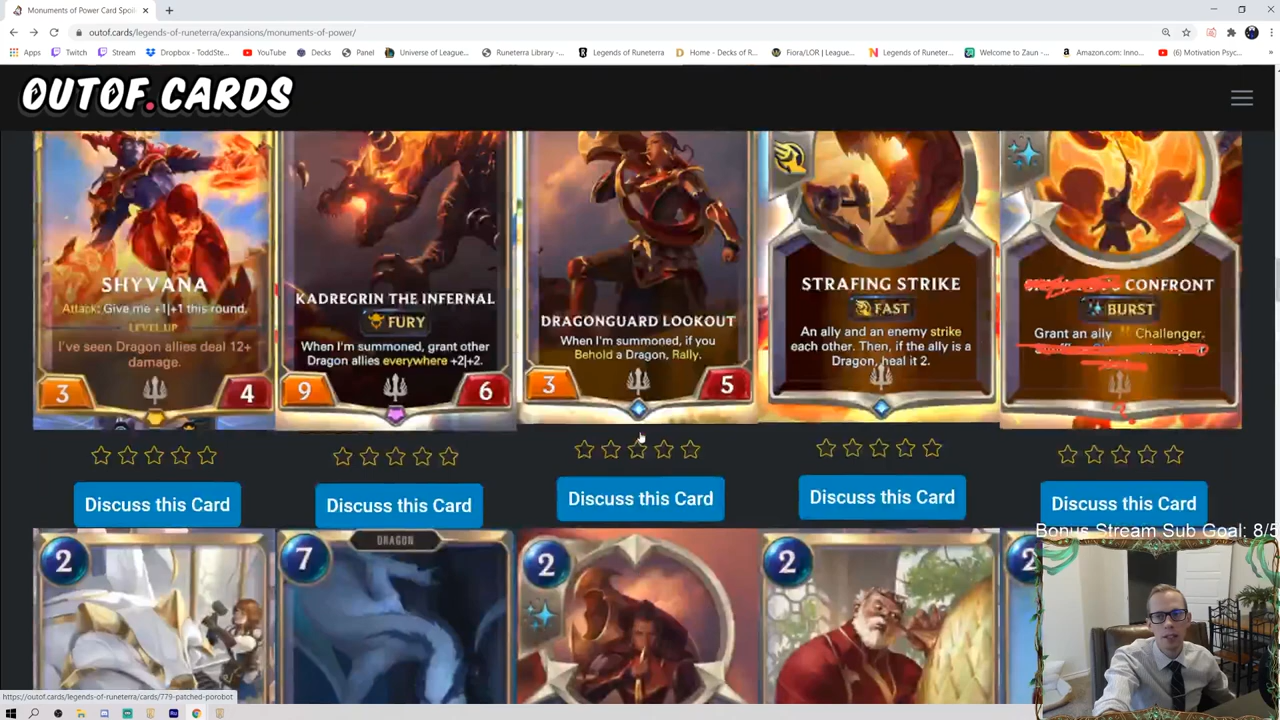 Monuments of Power Card Spoil
outof.cards/legends-of-runeterra/expansions/monuments-of-power/
Apps Twitch Stream Dropbox - ToddSte... YouTube Decks Panel Universe of League... Runeterra Library -... Legends of Runeterra Home - Decks of R... Fiora/LOR | League... Legends of Runeter... Welcome to Zaun -... Amazon.com: Inno... (6) Motivation Psyc...
OUTOF.CARDS
SHYVANA
Attack: Give me +1|+1 this round.
LEVEL UP
I've seen Dragon allies deal 12+
damage.
3 4
KADREGRIN THE INFERNAL
FURY
When I'm summoned, grant other
Dragon allies everywhere +2|+2.
9 6
DRAGONGUARD LOOKOUT
When I'm summoned, if you
Behold a Dragon, Rally.
3 5
STRAFING STRIKE
FAST
An ally and an enemy strike
each other. Then, if the ally is a
Dragon, heal it 2.
CONFRONT
BURST
Grant an ally Challenger.
Discuss this Card
Discuss this Card
Discuss this Card
Discuss this Card
Discuss this Card
Bonus Stream Sub Goal: 8/5
2
7
DRAGON
2
2
2
https://outof.cards/legends-of-runeterra/cards/779-patched-porobot